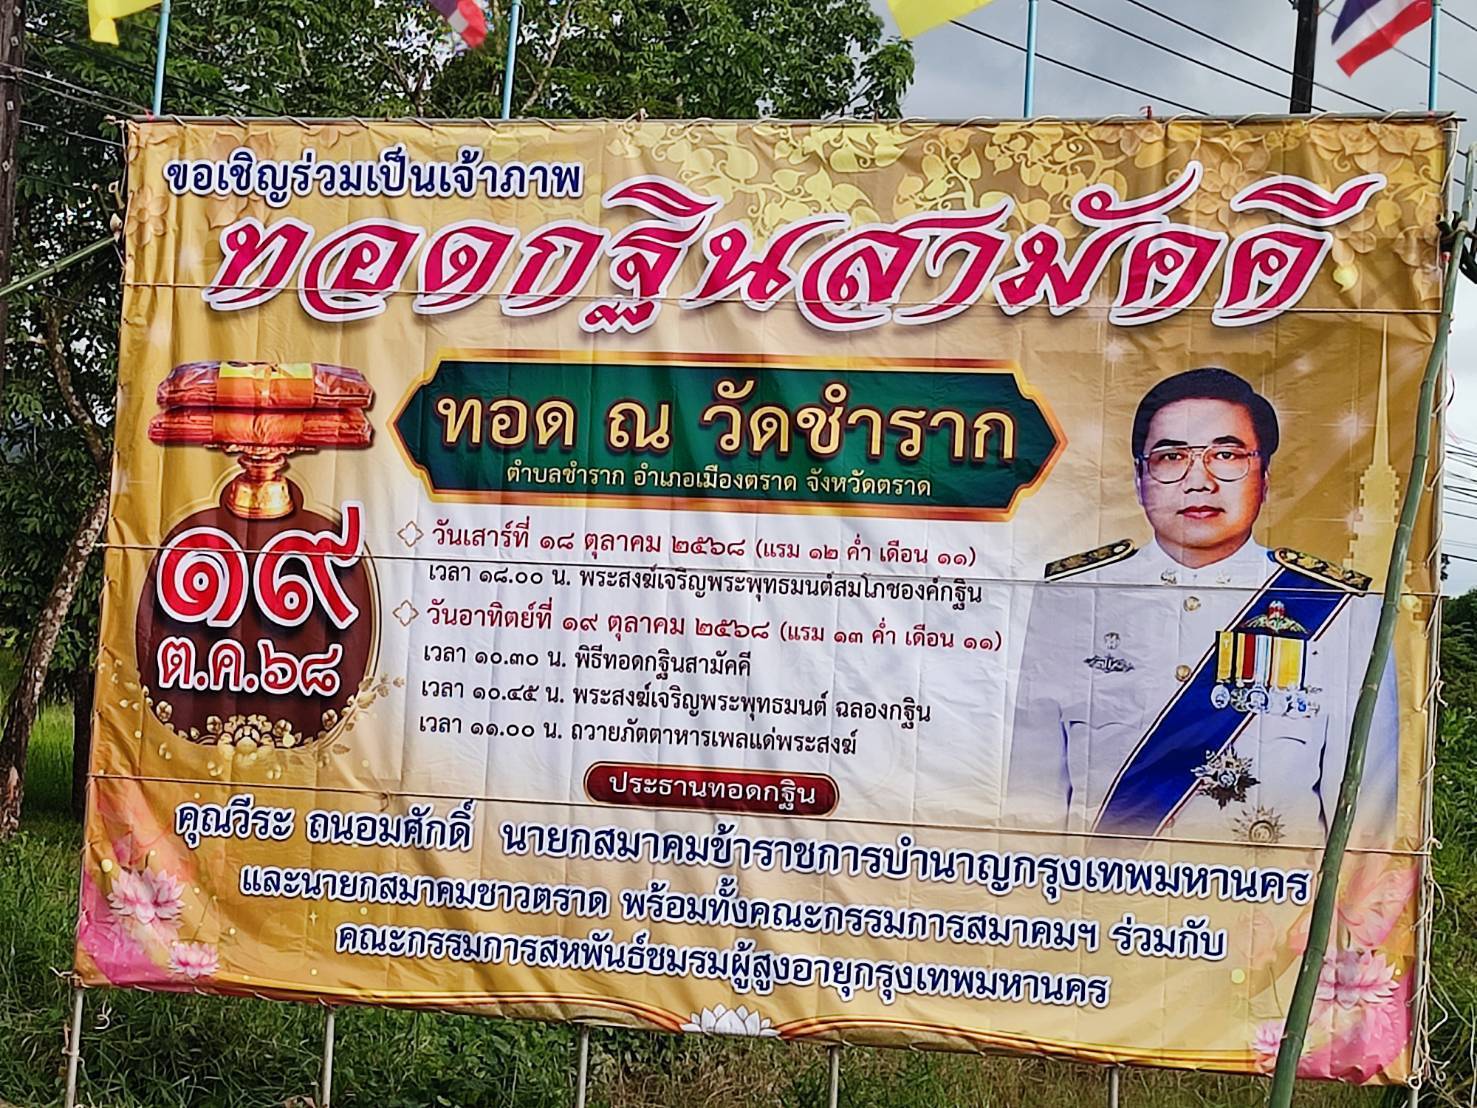 ขอเชิญร่วมเป็นเจ้าภาพ
ทอดกฐินสามัคคี
ทอด ณ วัดชำราก
ตำบลชำราก อำเภอเมืองตราด จังหวัดตราด
๑๙
ต.ค.๖๘
วันเสาร์ที่ ๑๘ ตุลาคม ๒๕๖๘ (แรม ๑๒ ค่ำ เดือน ๑๑)
เวลา ๑๘.๐๐ น. พระสงฆ์เจริญพระพุทธมนต์สมโภชองค์กฐิน
วันอาทิตย์ที่ ๑๙ ตุลาคม ๒๕๖๘ (แรม ๑๓ ค่ำ เดือน ๑๑)
เวลา ๑๐.๓๐ น. พิธีทอดกฐินสามัคคี
เวลา ๑๐.๔๕ น. พระสงฆ์เจริญพระพุทธมนต์ ฉลองกฐิน
เวลา ๑๑.๐๐ น. ถวายภัตตาหารเพลแด่พระสงฆ์
ประธานทอดกฐิน
คุณวีระ ถนอมศักดิ์ นายกสมาคมข้าราชการบำนาญกรุงเทพมหานคร
และนายกสมาคมชาวตราด พร้อมทั้งคณะกรรมการสมาคมฯ ร่วมกับ
คณะกรรมการสหพันธ์ชมรมผู้สูงอายุกรุงเทพมหานคร